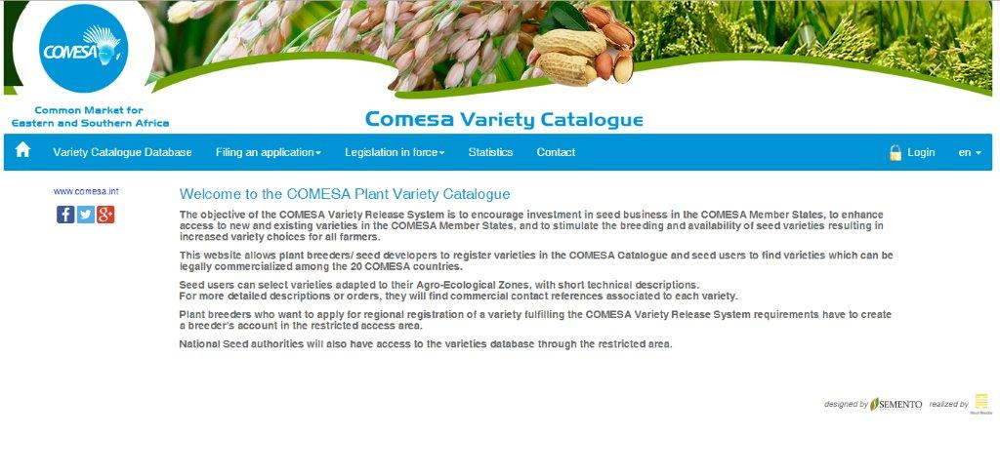 COMESA
Common Market for
Eastern and Southern Africa
Comesa Variety Catalogue
Variety Catalogue Database Filing an application Legislation in force Statistics Contact Login en
www.comesa.int
Welcome to the COMESA Plant Variety Catalogue
The objective of the COMESA Variety Release System is to encourage investment in seed business in the COMESA Member States, to enhance
access to new and existing varieties in the COMESA Member States, and to stimulate the breeding and availability of seed varieties resulting in
increased variety choices for all farmers.
This website allows plant breeders/ seed developers to register varieties in the COMESA Catalogue and seed users to find varieties which can be
legally commercialized among the 20 COMESA countries.
Seed users can select varieties adapted to their Agro-Ecological Zones, with short technical descriptions.
For more detailed descriptions or orders, they will find commercial contact references associated to each variety.
Plant breeders who want to apply for regional registration of a variety fulfilling the COMESA Variety Release System requirements have to create
a breeder's account in the restricted access area.
National Seed authorities will also have access to the varieties database through the restricted area.
designed by SEMENTO realized by